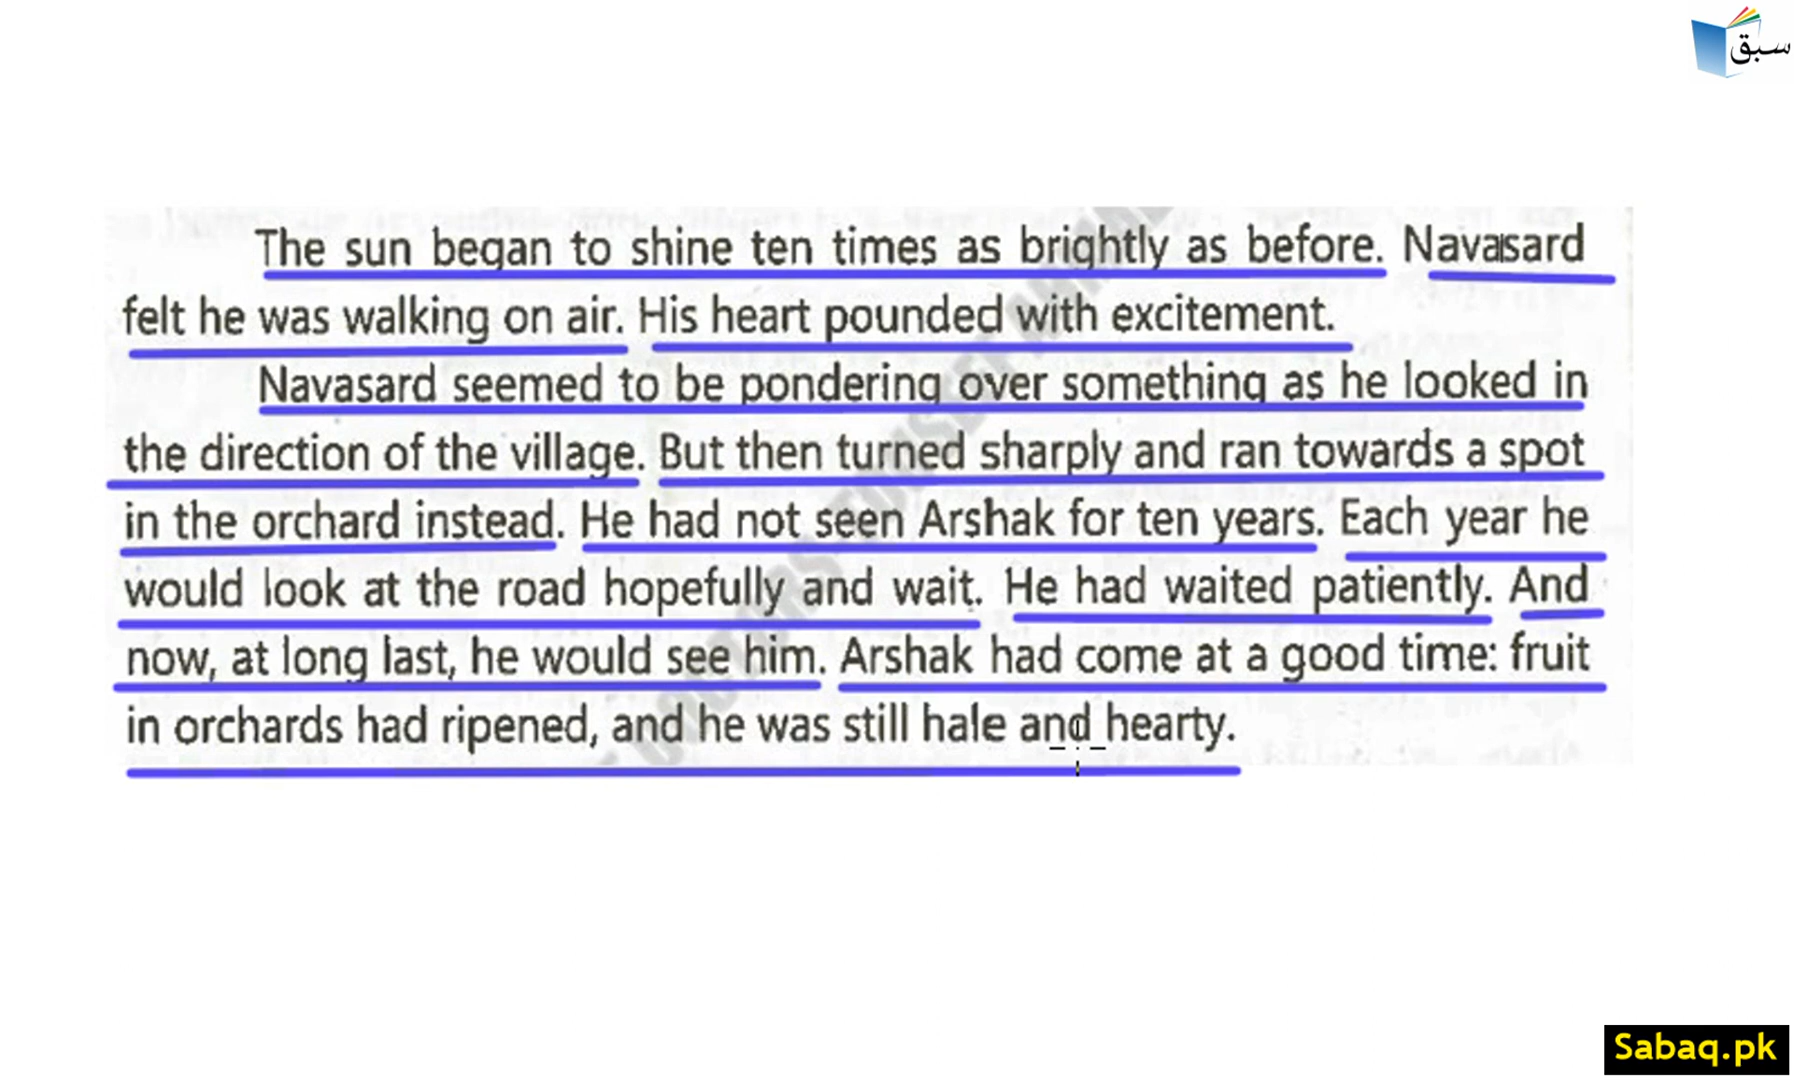 سبق
The sun began to shine ten times as brightly as before. Navasard
felt he was walking on air. His heart pounded with excitement.
Navasard seemed to be pondering over something as he looked in
the direction of the village. But then turned sharply and ran towards a spot
in the orchard instead. He had not seen Arshak for ten years. Each year he
would look at the road hopefully and wait. He had waited patiently. And
now, at long last, he would see him. Arshak had come at a good time: fruit
in orchards had ripened, and he was still hale and hearty.
Sabaq.pk